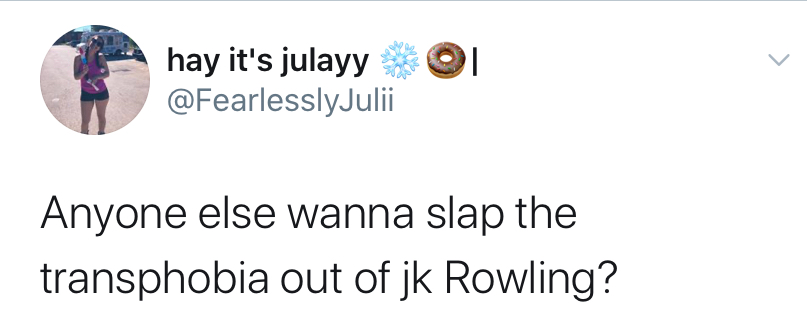 hay it's julayy ❄️🍩|
@FearlesslyJulii
Anyone else wanna slap the
transphobia out of jk Rowling?